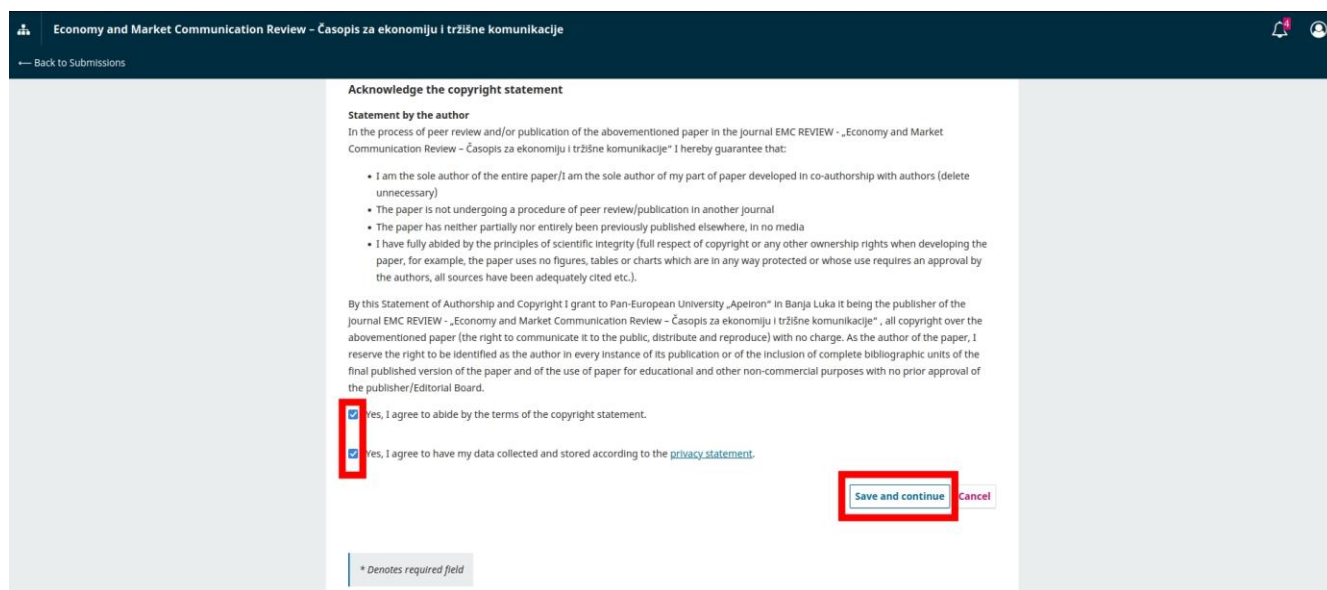 Economy and Market Communication Review – Časopis za ekonomiju i tržišne komunikacije
4
⟵ Back to Submissions
Acknowledge the copyright statement
Statement by the author
In the process of peer review and/or publication of the abovementioned paper in the journal EMC REVIEW - „Economy and Market
Communication Review – Časopis za ekonomiju i tržišne komunikacije“ I hereby guarantee that:
• I am the sole author of the entire paper/I am the sole author of my part of paper developed in co-authorship with authors (delete
unnecessary)
• The paper is not undergoing a procedure of peer review/publication in another journal
• The paper has neither partially nor entirely been previously published elsewhere, in no media
• I have fully abided by the principles of scientific integrity (full respect of copyright or any other ownership rights when developing the
paper, for example, the paper uses no figures, tables or charts which are in any way protected or whose use requires an approval by
the authors, all sources have been adequately cited etc.).
By this Statement of Authorship and Copyright I grant to Pan-European University „Apeiron“ in Banja Luka it being the publisher of the
journal EMC REVIEW - „Economy and Market Communication Review – Časopis za ekonomiju i tržišne komunikacije“ , all copyright over the
abovementioned paper (the right to communicate it to the public, distribute and reproduce) with no charge. As the author of the paper, I
reserve the right to be identified as the author in every instance of its publication or of the inclusion of complete bibliographic units of the
final published version of the paper and of the use of paper for educational and other non-commercial purposes with no prior approval of
the publisher/Editorial Board.
Yes, I agree to abide by the terms of the copyright statement.
Yes, I agree to have my data collected and stored according to the privacy statement.
Save and continue Cancel
* Denotes required field